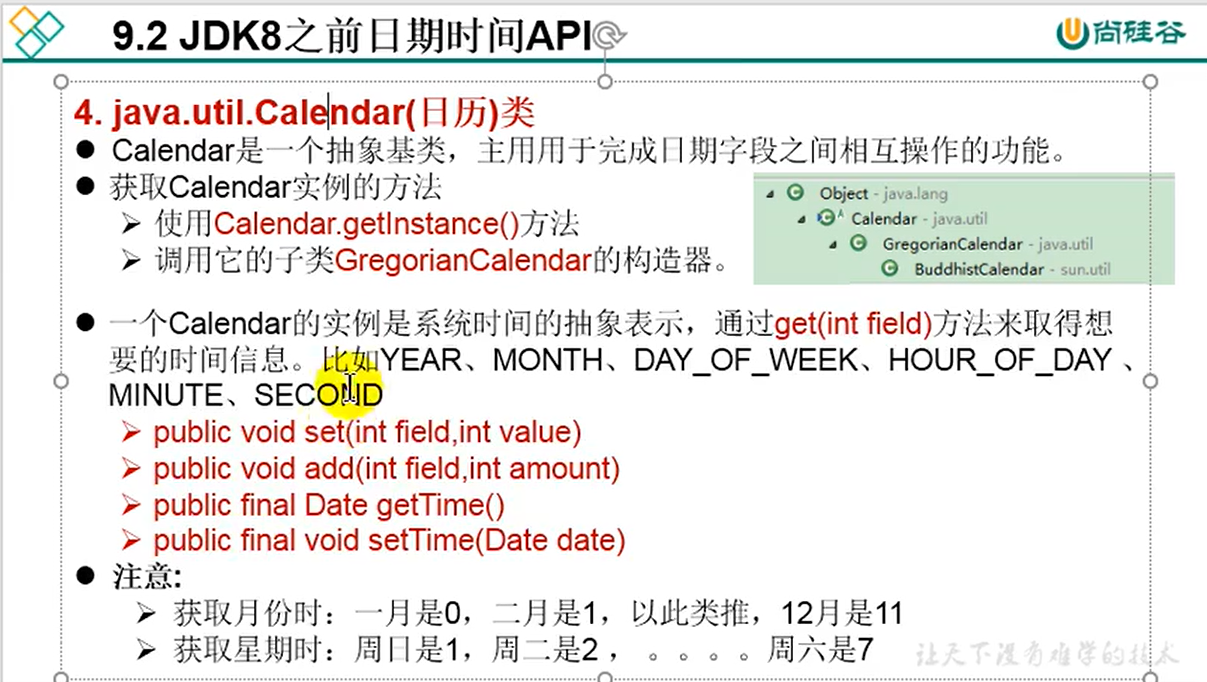 9.2 JDK8之前日期时间API
尚硅谷
4. java.util.Calendar(日历)类
● Calendar是一个抽象基类，主用用于完成日期字段之间相互操作的功能。
● 获取Calendar实例的方法
➢ 使用Calendar.getInstance()方法
➢ 调用它的子类GregorianCalendar的构造器。
Object - java.lang
Calendar - java.util
GregorianCalendar - java.util
BuddhistCalendar - sun.util
● 一个Calendar的实例是系统时间的抽象表示，通过get(int field)方法来取得想
要的时间信息。比如YEAR、MONTH、DAY_OF_WEEK、HOUR_OF_DAY 、
MINUTE、SECOND
➢ public void set(int field,int value)
➢ public void add(int field,int amount)
➢ public final Date getTime()
➢ public final void setTime(Date date)
● 注意:
➢ 获取月份时：一月是0，二月是1，以此类推，12月是11
➢ 获取星期时：周日是1，周二是2 ， 。。。。周六是7
让天下没有难学的技术